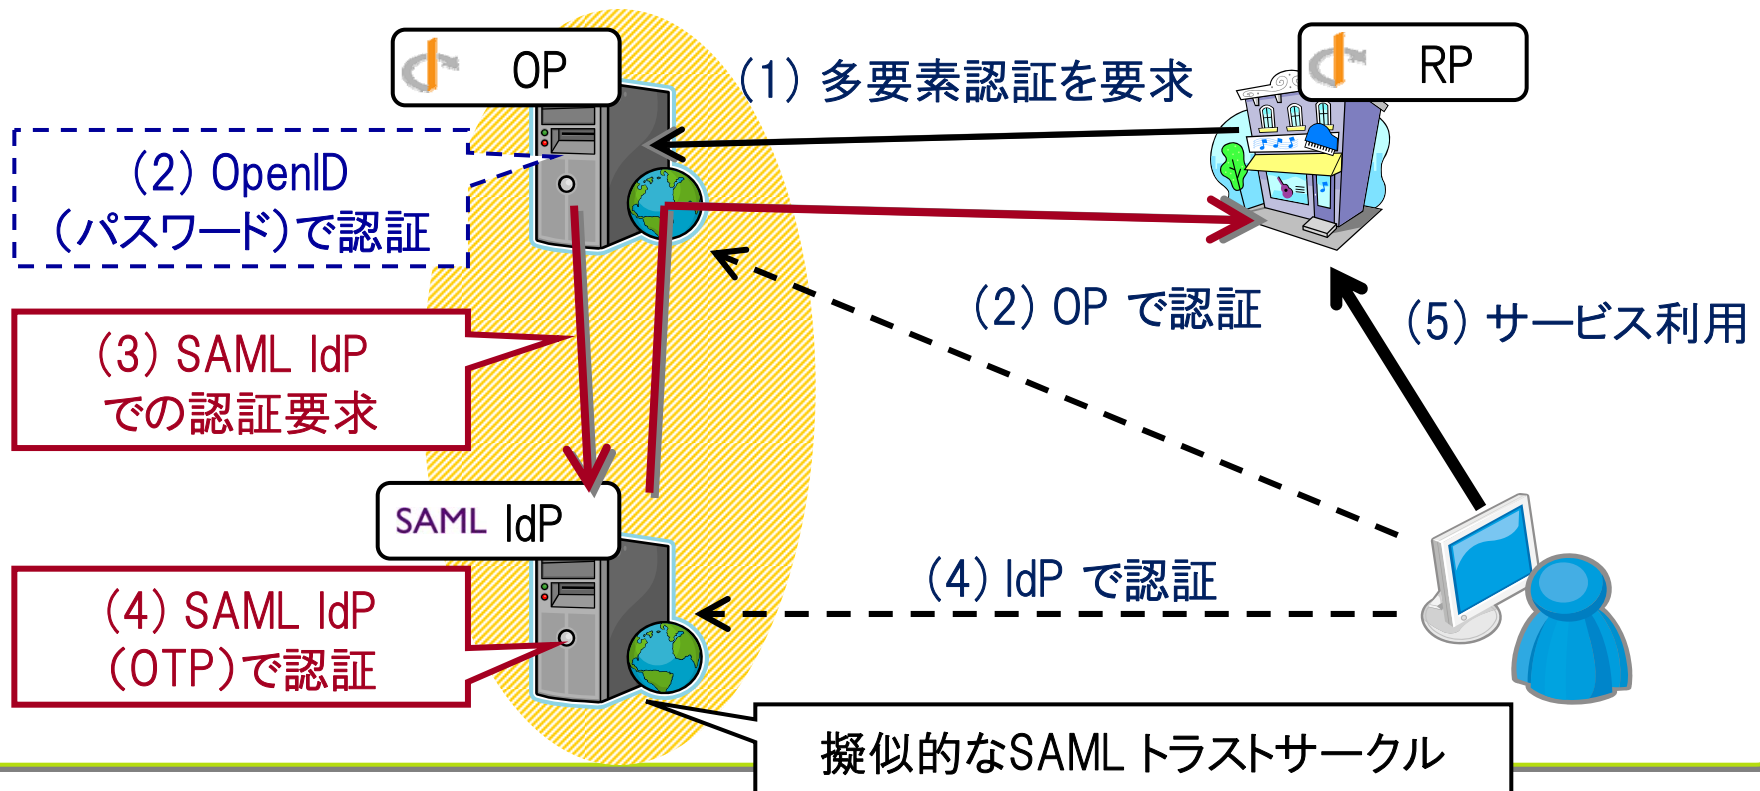 OP
RP
(1) 多要素認証を要求
(2) OpenID
(パスワード)で認証
(2) OP で認証
(5) サービス利用
(3) SAML IdP
での認証要求
SAML IdP
(4) IdP で認証
(4) SAML IdP
(OTP)で認証
擬似的なSAML トラストサークル